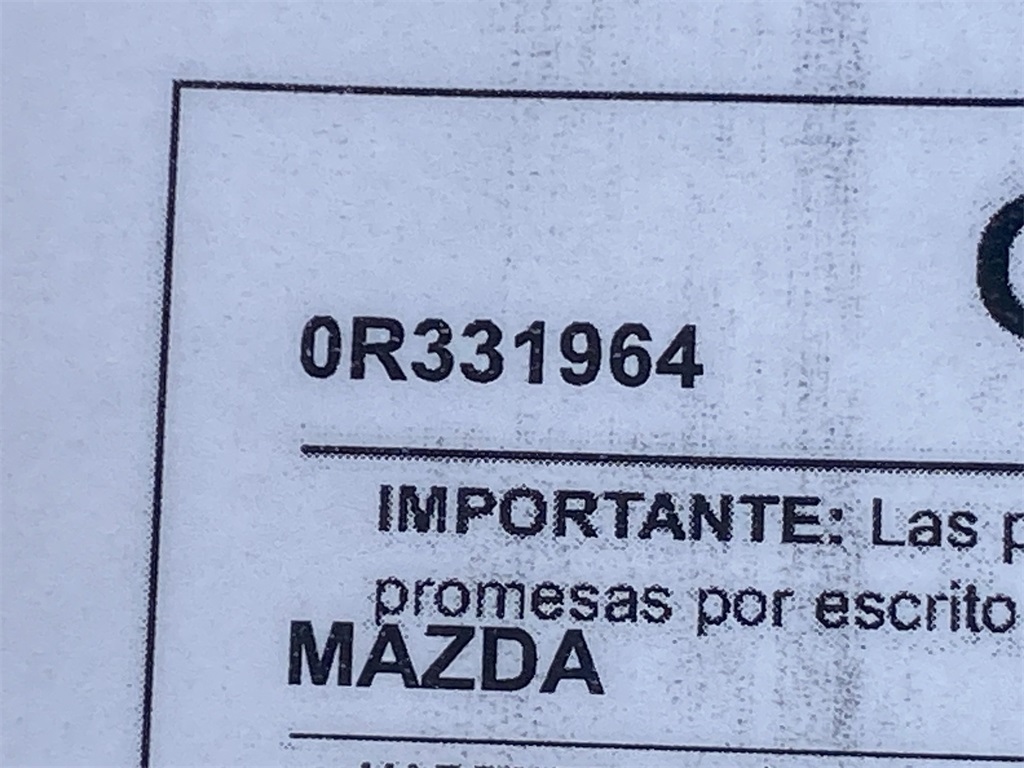 0R331964
IMPORTANTE: Las
promesas por escrito
MAZDA